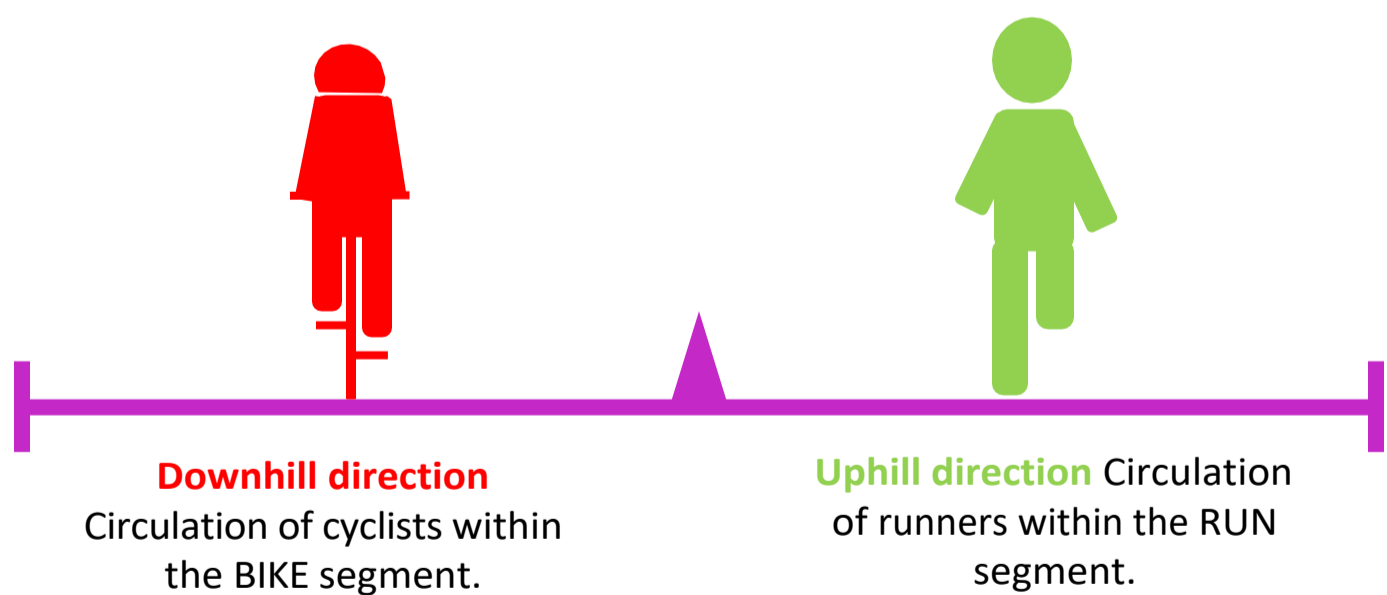 Downhill direction
Circulation of cyclists within
the BIKE segment.
Uphill direction Circulation
of runners within the RUN
segment.